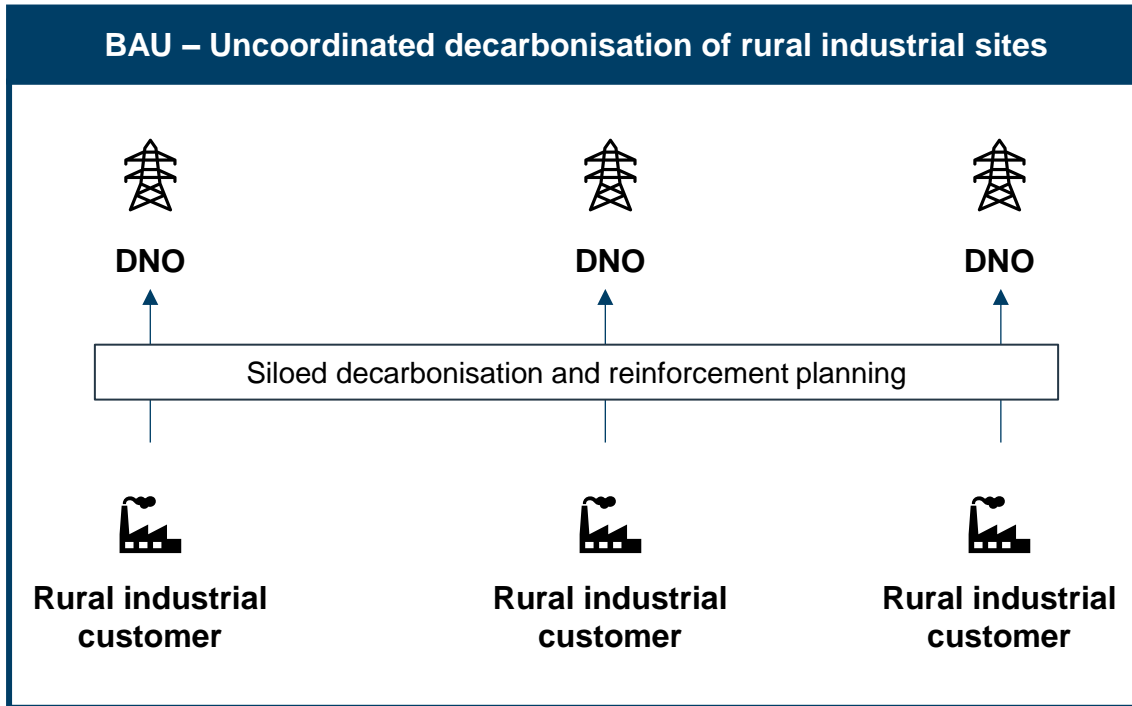 BAU – Uncoordinated decarbonisation of rural industrial sites
DNO
DNO
DNO
Siloed decarbonisation and reinforcement planning
Rural industrial
customer
Rural industrial
customer
Rural industrial
customer